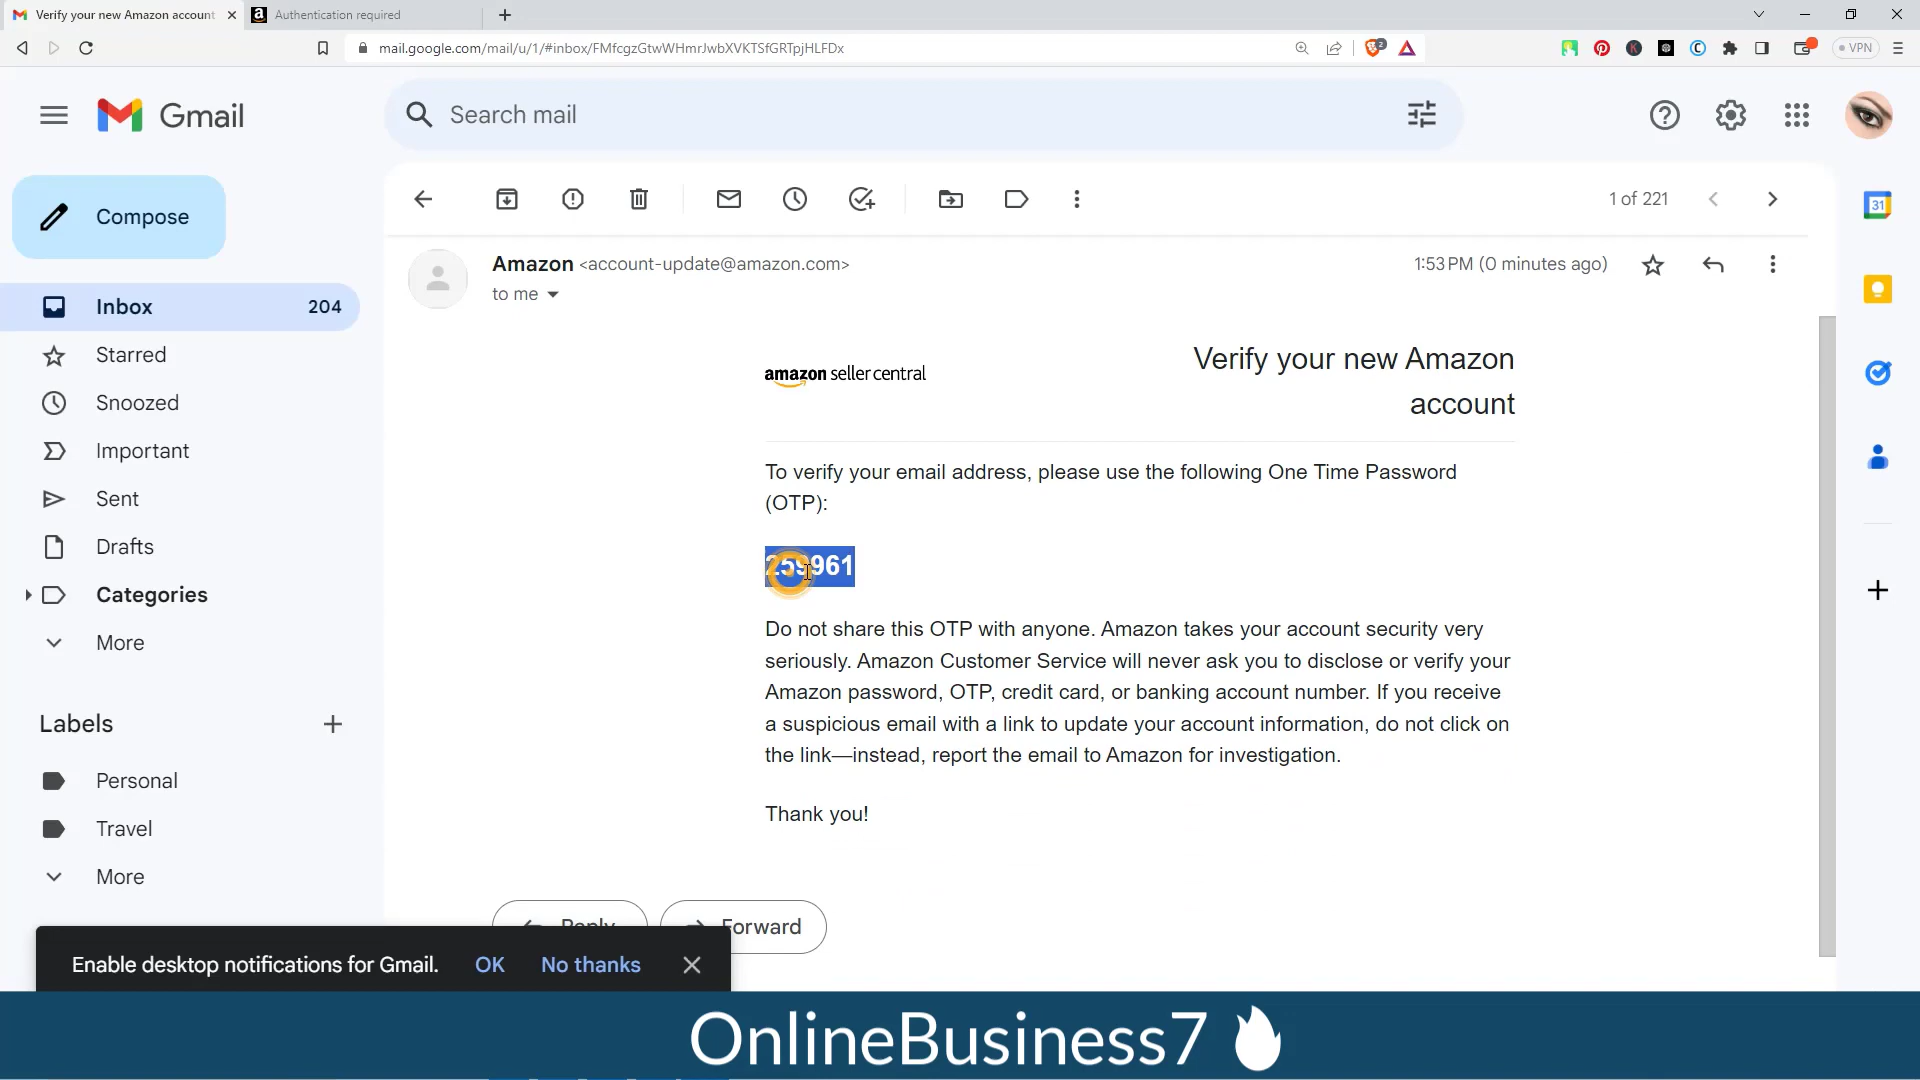 Verify your new Amazon account
Authentication required
mail.google.com/mail/u/1/#inbox/FMfcgzGtwWHmrJwbXVKTSfGRTpjHLFDx
2
VPN
Gmail
Search mail
Compose
1 of 221
31
Amazon <account-update@amazon.com>
1:53 PM (0 minutes ago)
to me
Inbox 204
Starred
Snoozed
Important
Sent
Drafts
Categories
More
Labels
Personal
Travel
More
amazon seller central
Verify your new Amazon
account
To verify your email address, please use the following One Time Password
(OTP):
259961
Do not share this OTP with anyone. Amazon takes your account security very
seriously. Amazon Customer Service will never ask you to disclose or verify your
Amazon password, OTP, credit card, or banking account number. If you receive
a suspicious email with a link to update your account information, do not click on
the link—instead, report the email to Amazon for investigation.
Thank you!
Reply
Forward
Enable desktop notifications for Gmail. OK No thanks
OnlineBusiness7